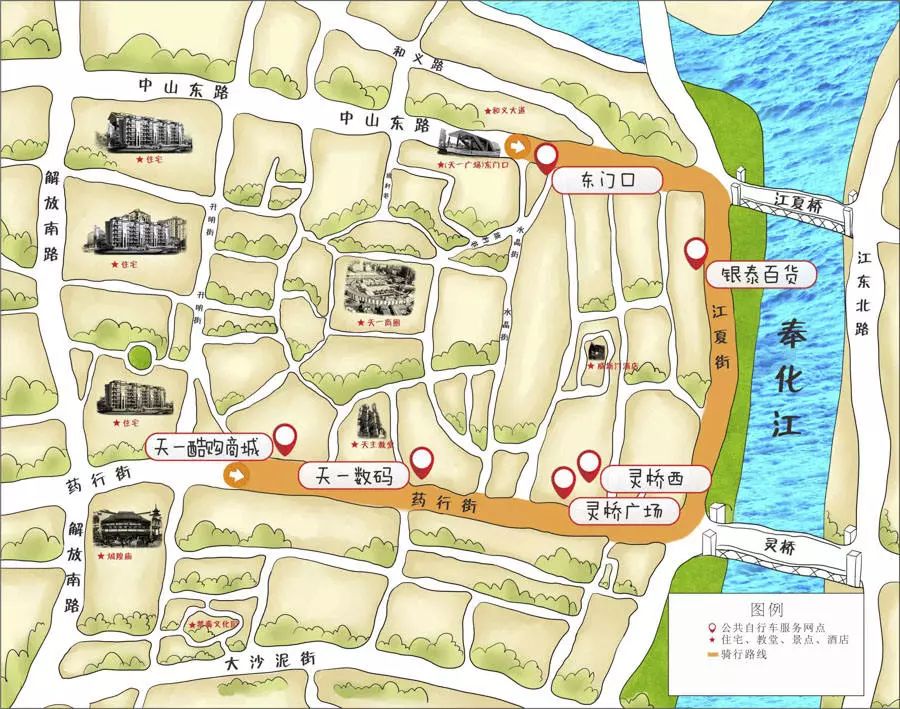 和义路
中山东路
★和义大道
中山东路
★(天一广场)东门口
★住宅
东门口
解放南路
开明街
水晶街
江夏桥
江东北路
★住宅
银泰百货
开明街
水晶街
★天一商圈
江夏街
奉化江
★住宅
★天主教堂
天一酷购商城
天一数码
灵桥西
药行街
药行街
灵桥广场
解放南路
★城隍庙
灵桥
大沙泥街
图例
公共自行车服务网点
★住宅、教堂、景点、酒店
骑行路线